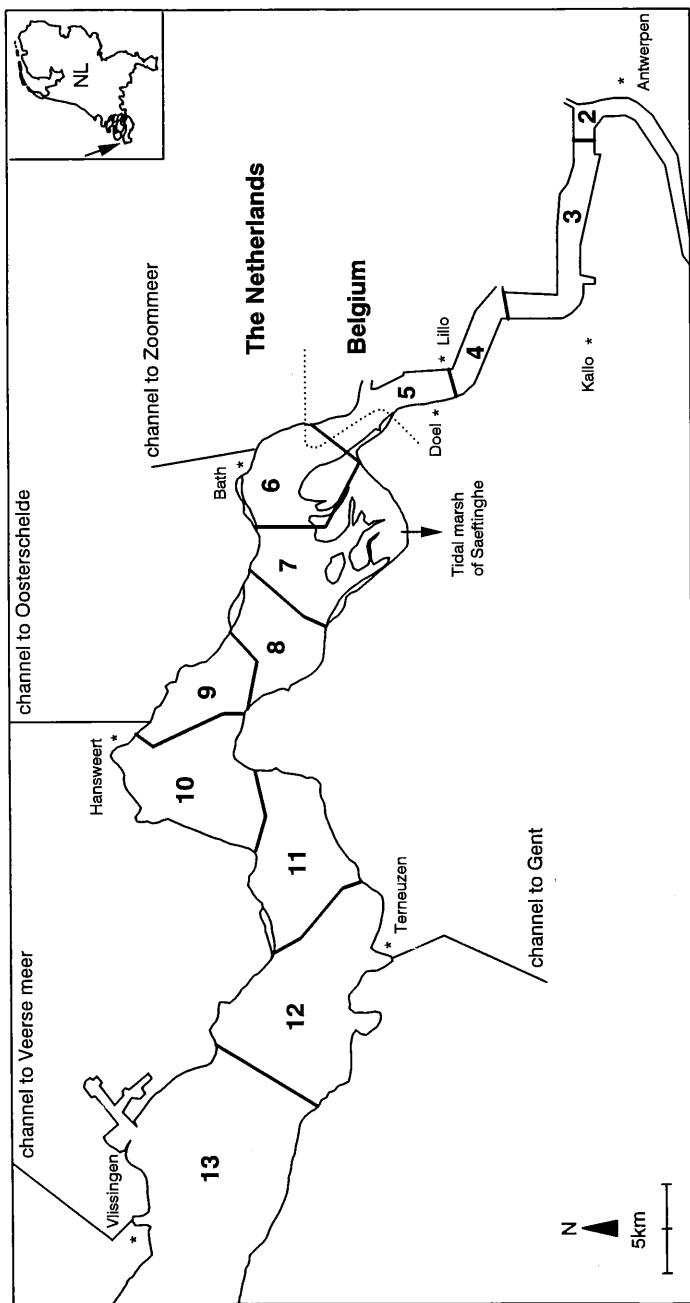 channel to Veerse meer
channel to Oosterschelde
channel to Zoommeer
NL
The Netherlands
Belgium
Vlissingen
*
Hansweert
*
Bath
*
13
12
11
10
9
8
7
6
5
4
3
2
Terneuzen
*
Doel *
* Lillo
Kallo *
*
Antwerpen
Tidal marsh
of Saeftinghe
channel to Gent
N
5km